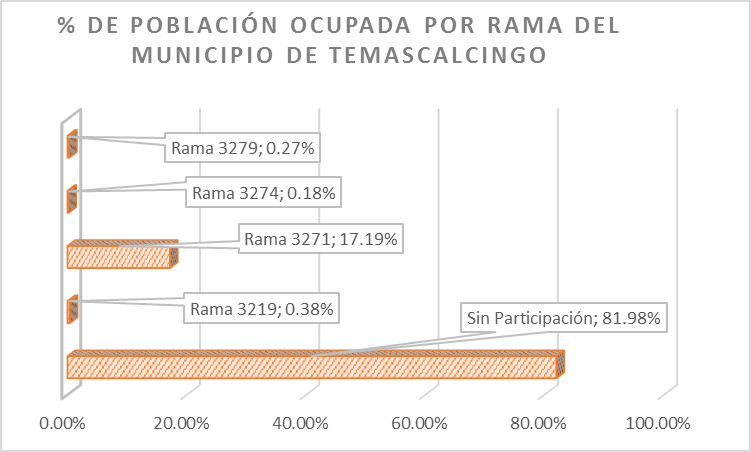 % DE POBLACIÓN OCUPADA POR RAMA DEL
MUNICIPIO DE TEMASCALCINGO
Rama 3279; 0.27%
Rama 3274; 0.18%
Rama 3271; 17.19%
Rama 3219; 0.38%
Sin Participación; 81.98%
0.00% 20.00% 40.00% 60.00% 80.00% 100.00%